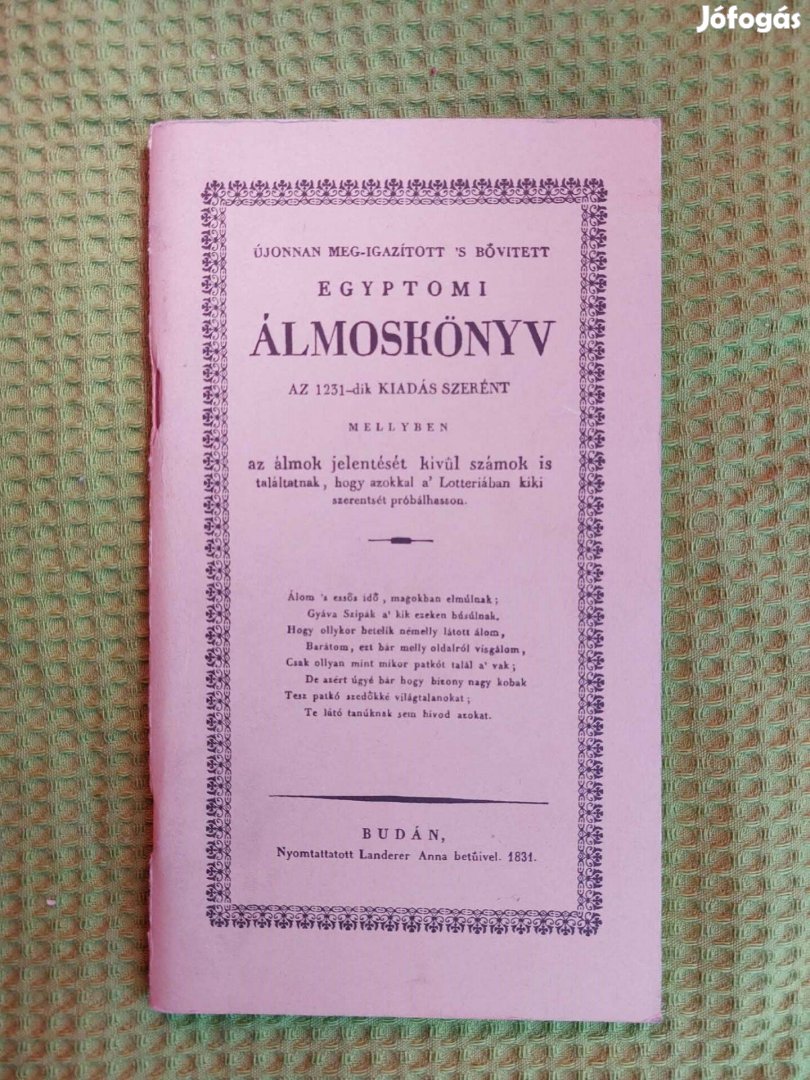 Jófogás
ÚJONNAN MEG-IGAZÍTOTT 'S BŐVITETT
EGYPTOMI
ÁLMOSKÖNYV
AZ 1231-dik KIADÁS SZERÉNT
MELLYBEN
az álmok jelentését kivûl számok is
találtatnak, hogy azokkal a' Lotteriában kiki
szerentsét próbálhasson.
Álom 's essős idő, magokban elmúlnak;
Gyáva Szipák a' kik ezeken búsúlnak.
Hogy ollykor betelik némelly látott álom,
Barátom, ezt bár melly oldalról visgálom,
Csak ollyan mint mikor patkót talál a' vak;
De azért úgyé bár hogy bizony nagy kobak
Tesz patkó szedőkké világtalanokat;
Te látó tanúknak sem hívod azokat.
BUDÁN,
Nyomtattatott Landerer Anna betűivel. 1831.